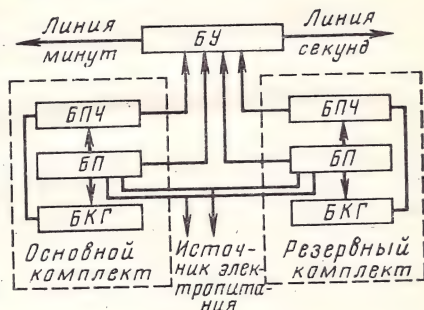 Линия
минут
БУ
Линия
секунд
БПЧ
БП
БКГ
Основной
комплект
Источ-
ник элек-
тропита-
ния
БПЧ
БП
БКГ
Резервный
комплект